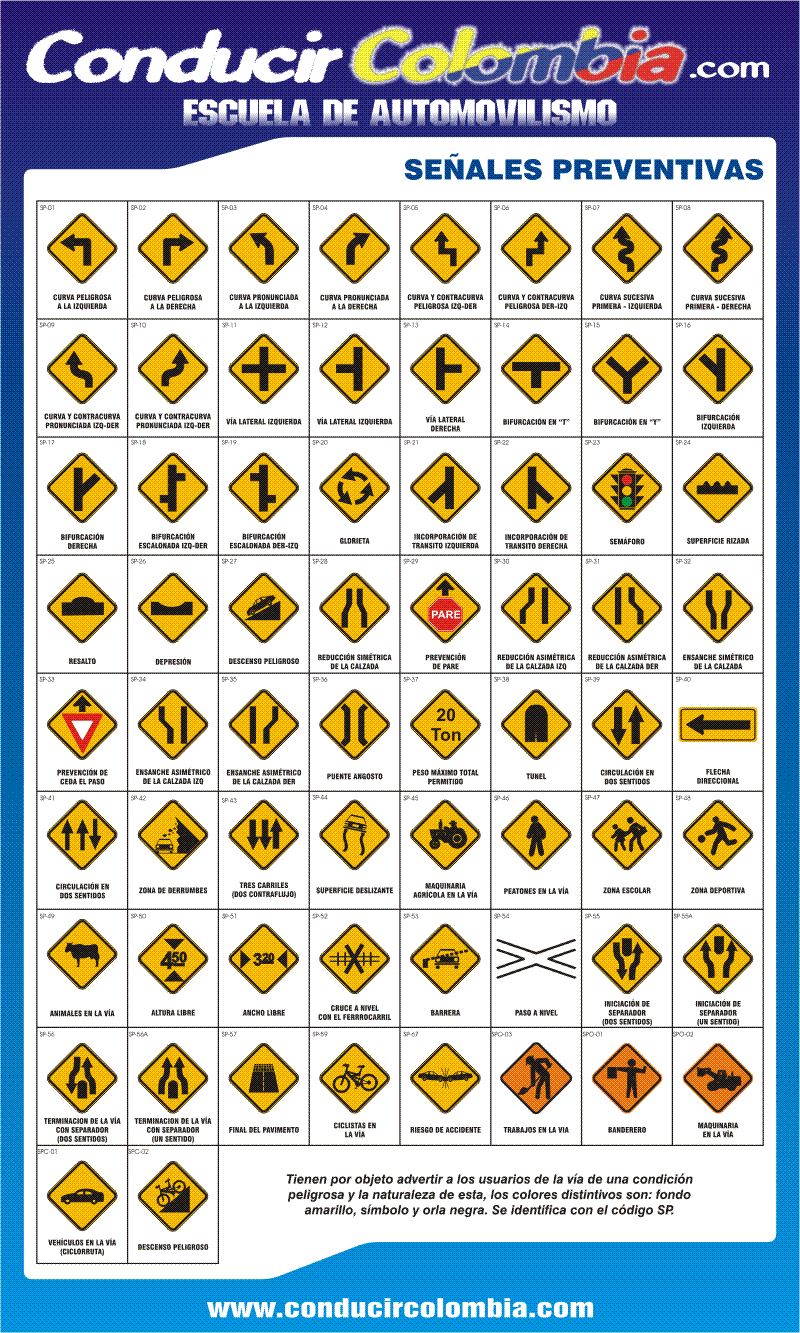 Conducir Colombia.com
ESCUELA DE AUTOMOVILISMO
SEÑALES PREVENTIVAS
SP-01
CURVA PELIGROSA
A LA IZQUIERDA
SP-02
CURVA PELIGROSA
A LA DERECHA
SP-03
CURVA PRONUNCIADA
A LA IZQUIERDA
SP-04
CURVA PRONUNCIADA
A LA DERECHA
SP-05
CURVA Y CONTRACURVA
PELIGROSA IZQ-DER
SP-06
CURVA Y CONTRACURVA
PELIGROSA DER-IZQ
SP-07
CURVA SUCESIVA
PRIMERA - IZQUIERDA
SP-08
CURVA SUCESIVA
PRIMERA - DERECHA
SP-09
CURVA Y CONTRACURVA
PRONUNCIADA IZQ-DER
SP-10
CURVA Y CONTRACURVA
PRONUNCIADA IZQ-DER
SP-11
VÍA LATERAL IZQUIERDA
SP-12
VÍA LATERAL IZQUIERDA
SP-13
VÍA LATERAL
DERECHA
SP-14
BIFURCACIÓN EN "T"
SP-15
BIFURCACIÓN EN "Y"
SP-16
BIFURCACIÓN
IZQUIERDA
SP-17
BIFURCACIÓN
DERECHA
SP-18
BIFURCACIÓN
ESCALONADA IZQ-DER
SP-19
BIFURCACIÓN
ESCALONADA DER-IZQ
SP-20
GLORIETA
SP-21
INCORPORACIÓN DE
TRANSITO IZQUIERDA
SP-22
INCORPORACIÓN DE
TRANSITO DERECHA
SP-23
SEMÁFORO
SP-24
SUPERFICIE RIZADA
SP-25
RESALTO
SP-26
DEPRESIÓN
SP-27
DESCENSO PELIGROSO
SP-28
REDUCCIÓN SIMÉTRICA
DE LA CALZADA
SP-29
PARE
PREVENCIÓN
DE PARE
SP-30
REDUCCIÓN ASIMÉTRICA
DE LA CALZADA IZQ
SP-31
REDUCCIÓN ASIMÉTRICA
DE LA CALZADA DER
SP-32
ENSANCHE SIMÉTRICO
DE LA CALZADA
SP-33
PREVENCIÓN DE
CEDA EL PASO
SP-34
ENSANCHE ASIMÉTRICO
DE LA CALZADA IZQ
SP-35
ENSANCHE ASIMÉTRICO
DE LA CALZADA DER
SP-36
PUENTE ANGOSTO
SP-37
20
Ton
PESO MÁXIMO TOTAL
PERMITIDO
SP-38
TUNEL
SP-39
CIRCULACIÓN EN
DOS SENTIDOS
SP-40
FLECHA
DIRECCIONAL
SP-41
CIRCULACIÓN EN
DOS SENTIDOS
SP-42
ZONA DE DERRUMBES
SP-43
TRES CARRILES
(DOS CONTRAFLUJO)
SP-44
SUPERFICIE DESLIZANTE
SP-45
MAQUINARIA
AGRÍCOLA EN LA VÍA
SP-46
PEATONES EN LA VÍA
SP-47
ZONA ESCOLAR
SP-48
ZONA DEPORTIVA
SP-49
ANIMALES EN LA VÍA
SP-50
4.50
ALTURA LIBRE
SP-51
3.20
ANCHO LIBRE
SP-52
CRUCE A NIVEL
CON EL FERRROCARRIL
SP-53
BARRERA
SP-54
PASO A NIVEL
SP-55
INICIACIÓN DE
SEPARADOR
(DOS SENTIDOS)
SP-55A
INICIACIÓN DE
SEPARADOR
(UN SENTIDO)
SP-56
TERMINACION DE LA VÍA
CON SEPARADOR
(DOS SENTIDOS)
SP-56A
TERMINACION DE LA VÍA
CON SEPARADOR
(UN SENTIDO)
SP-57
FINAL DEL PAVIMENTO
SP-59
CICLISTAS EN
LA VÍA
SP-67
RIESGO DE ACCIDENTE
SPO-03
TRABAJOS EN LA VIA
SPO-01
BANDERERO
SPO-02
MAQUINARIA
EN LA VÍA
SPC-01
VEHÍCULOS EN LA VÍA
(CICLORRUTA)
SPC-02
DESCENSO PELIGROSO
Tienen por objeto advertir a los usuarios de la vía de una condición
peligrosa y la naturaleza de esta, los colores distintivos son: fondo
amarillo, símbolo y orla negra. Se identifica con el código SP.
www.conducircolombia.com